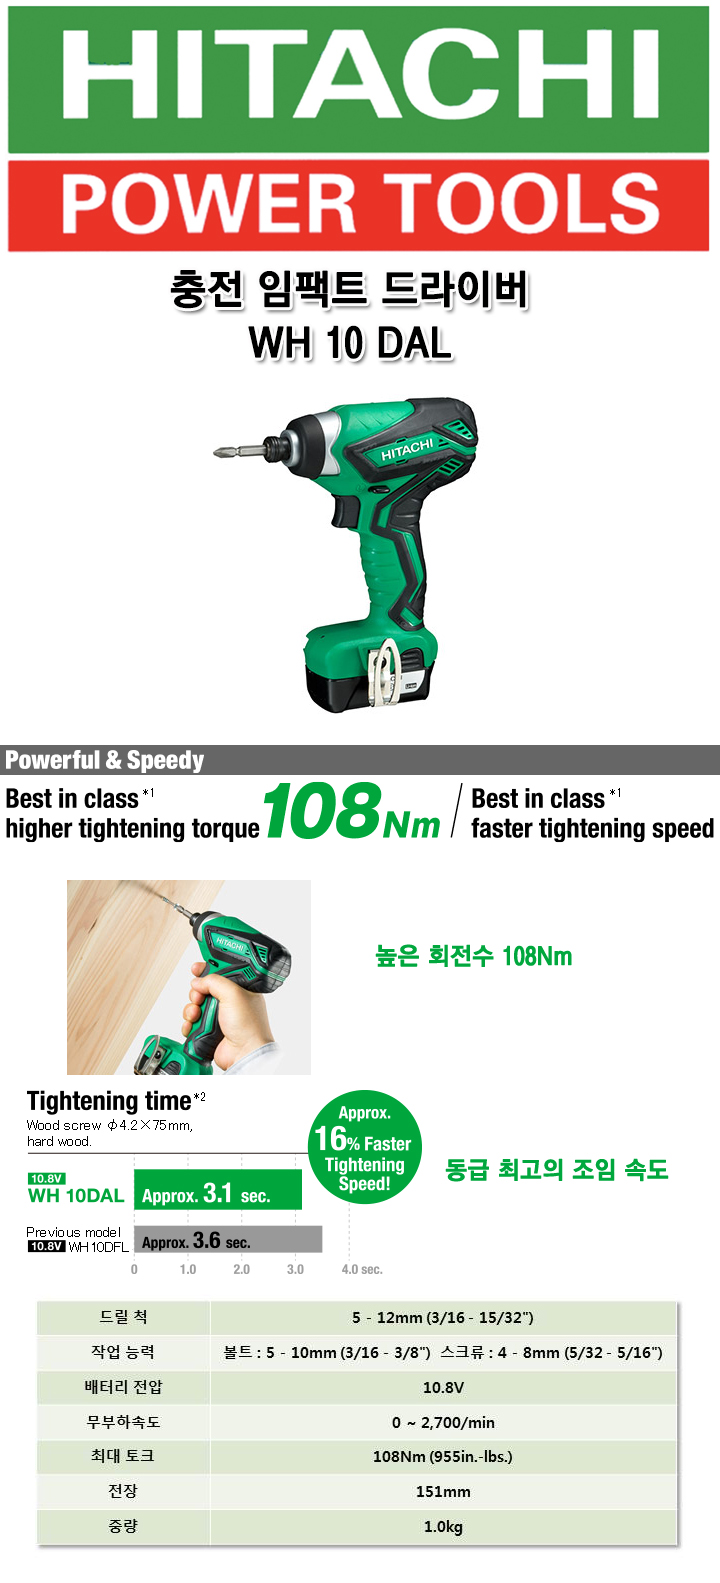 HITACHI
POWER TOOLS
충전 임팩트 드라이버
WH 10 DAL
HITACHI
Li-ion
Powerful & Speedy
Best in class *1
higher tightening torque 108Nm
Best in class *1
faster tightening speed
HITACHI
높은 회전수 108Nm
Tightening time*2
Wood screw φ4.2×75mm,
hard wood.
Approx.
16% Faster
Tightening
Speed!
동급 최고의 조임 속도
10.8V
WH 10DAL
Approx. 3.1 sec.
Previous model
10.8V WH10DFL
Approx. 3.6 sec.
0 1.0 2.0 3.0 4.0 sec.
드릴 척 5 - 12mm (3/16 - 15/32")
작업 능력 볼트 : 5 - 10mm (3/16 - 3/8") 스크류 : 4 - 8mm (5/32 - 5/16")
배터리 전압 10.8V
무부하속도 0 ~ 2,700/min
최대 토크 108Nm (955in.-lbs.)
전장 151mm
중량 1.0kg